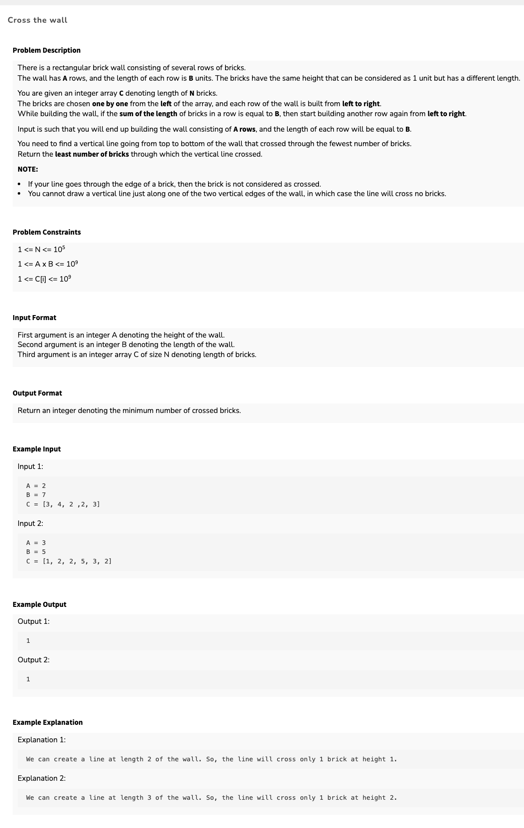 Cross the wall
Problem Description
There is a rectangular brick wall consisting of several rows of bricks.
The wall has A rows, and the length of each row is B units. The bricks have the same height that can be considered as 1 unit but has a different length.
You are given an integer array C denoting length of N bricks.
The bricks are chosen one by one from the left of the array, and each row of the wall is built from left to right.
While building the wall, if the sum of the length of bricks in a row is equal to B, then start building another row again from left to right.
Input is such that you will end up building the wall consisting of A rows, and the length of each row will be equal to B.
You need to find a vertical line going from top to bottom of the wall that crossed through the fewest number of bricks.
Return the least number of bricks through which the vertical line crossed.
NOTE:
• If your line goes through the edge of a brick, then the brick is not considered as crossed.
• You cannot draw a vertical line just along one of the two vertical edges of the wall, in which case the line will cross no bricks.
Problem Constraints
1 <= N <= 10⁵
1 <= A x B <= 10⁹
1 <= C[i] <= 10⁹
Input Format
First argument is an integer A denoting the height of the wall.
Second argument is an integer B denoting the length of the wall.
Third argument is an integer array C of size N denoting length of bricks.
Output Format
Return an integer denoting the minimum number of crossed bricks.
Example Input
Input 1:
A = 2
B = 7
C = [3, 4, 2 ,2, 3]
Input 2:
A = 3
B = 5
C = [1, 2, 2, 5, 3, 2]
Example Output
Output 1:
1
Output 2:
1
Example Explanation
Explanation 1:
We can create a line at length 2 of the wall. So, the line will cross only 1 brick at height 1.
Explanation 2:
We can create a line at length 3 of the wall. So, the line will cross only 1 brick at height 2.